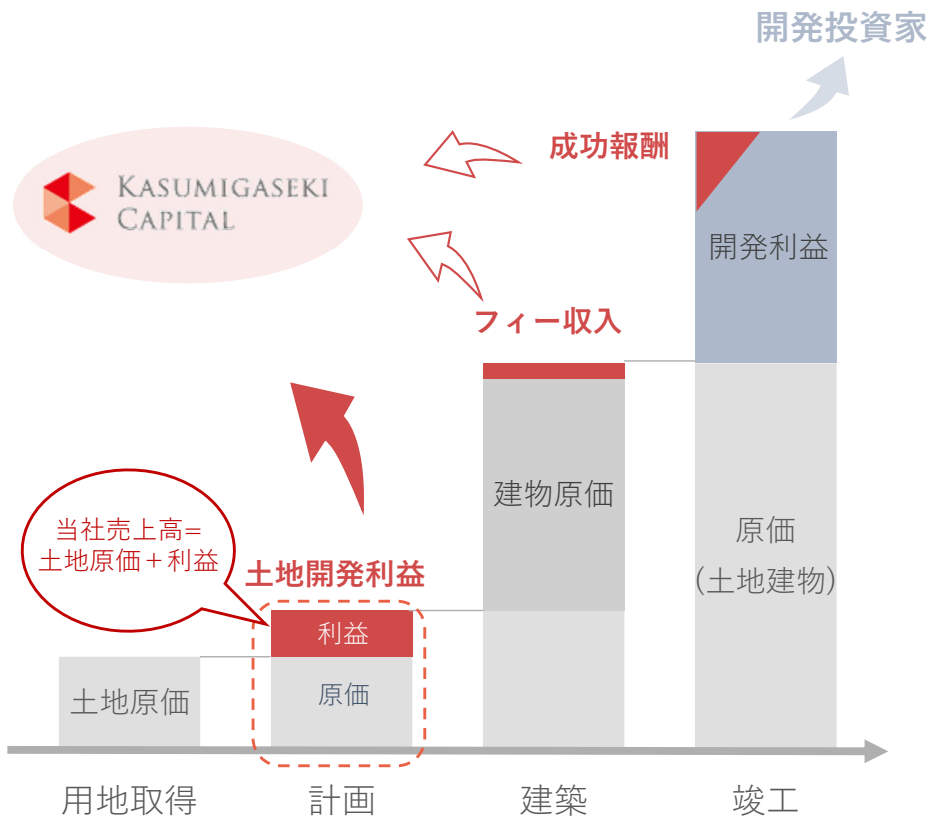 開発投資家
成功報酬
KASUMIGASEKI
CAPITAL
開発利益
フィー収入
建物原価
当社売上高=
土地原価+利益
原価
(土地建物)
土地開発利益
利益
土地原価
原価
用地取得
計画
建築
竣工